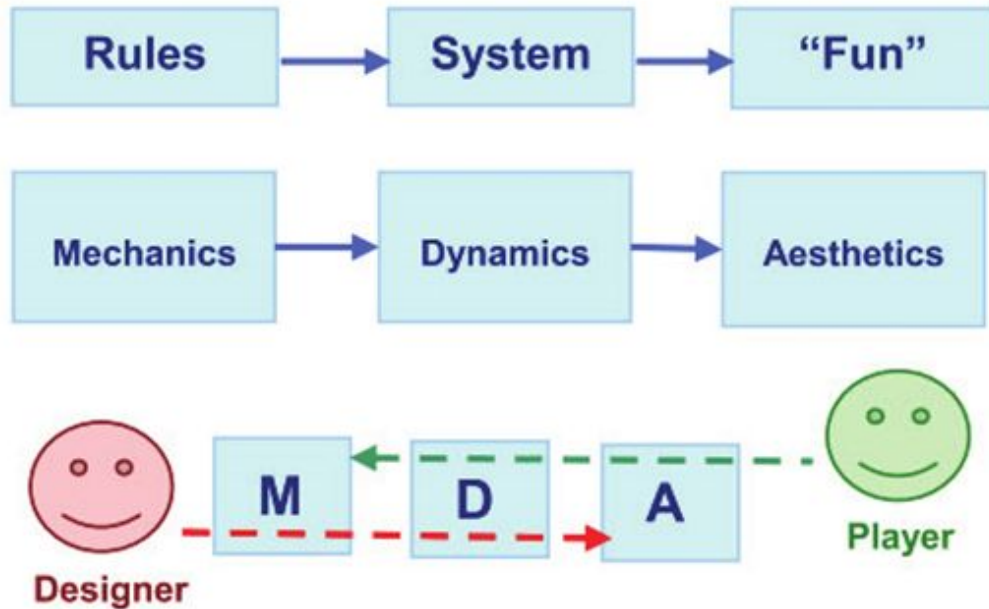 Rules
System
“Fun”
Mechanics
Dynamics
Aesthetics
M
D
A
Designer
Player